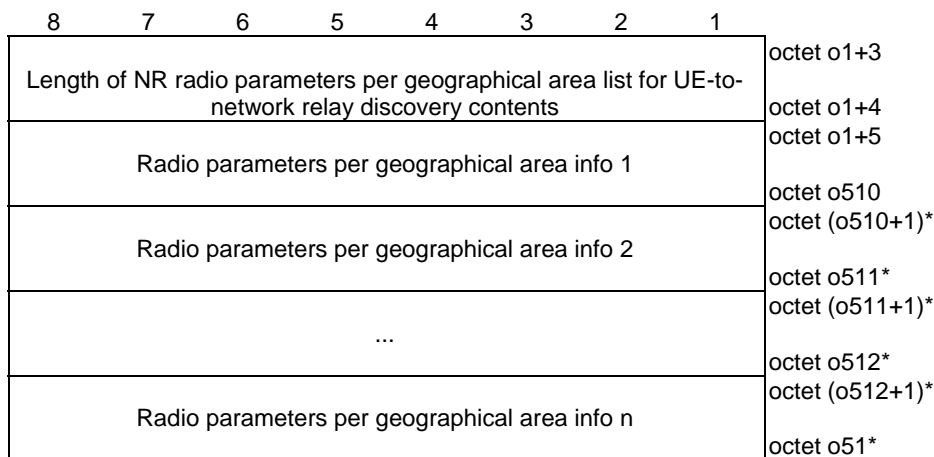 8 7 6 5 4 3 2 1
octet o1+3
Length of NR radio parameters per geographical area list for UE-to-
network relay discovery contents
octet o1+4
octet o1+5
Radio parameters per geographical area info 1
octet o510
octet (o510+1)*
Radio parameters per geographical area info 2
octet o511*
octet (o511+1)*
...
octet o512*
octet (o512+1)*
Radio parameters per geographical area info n
octet o51*